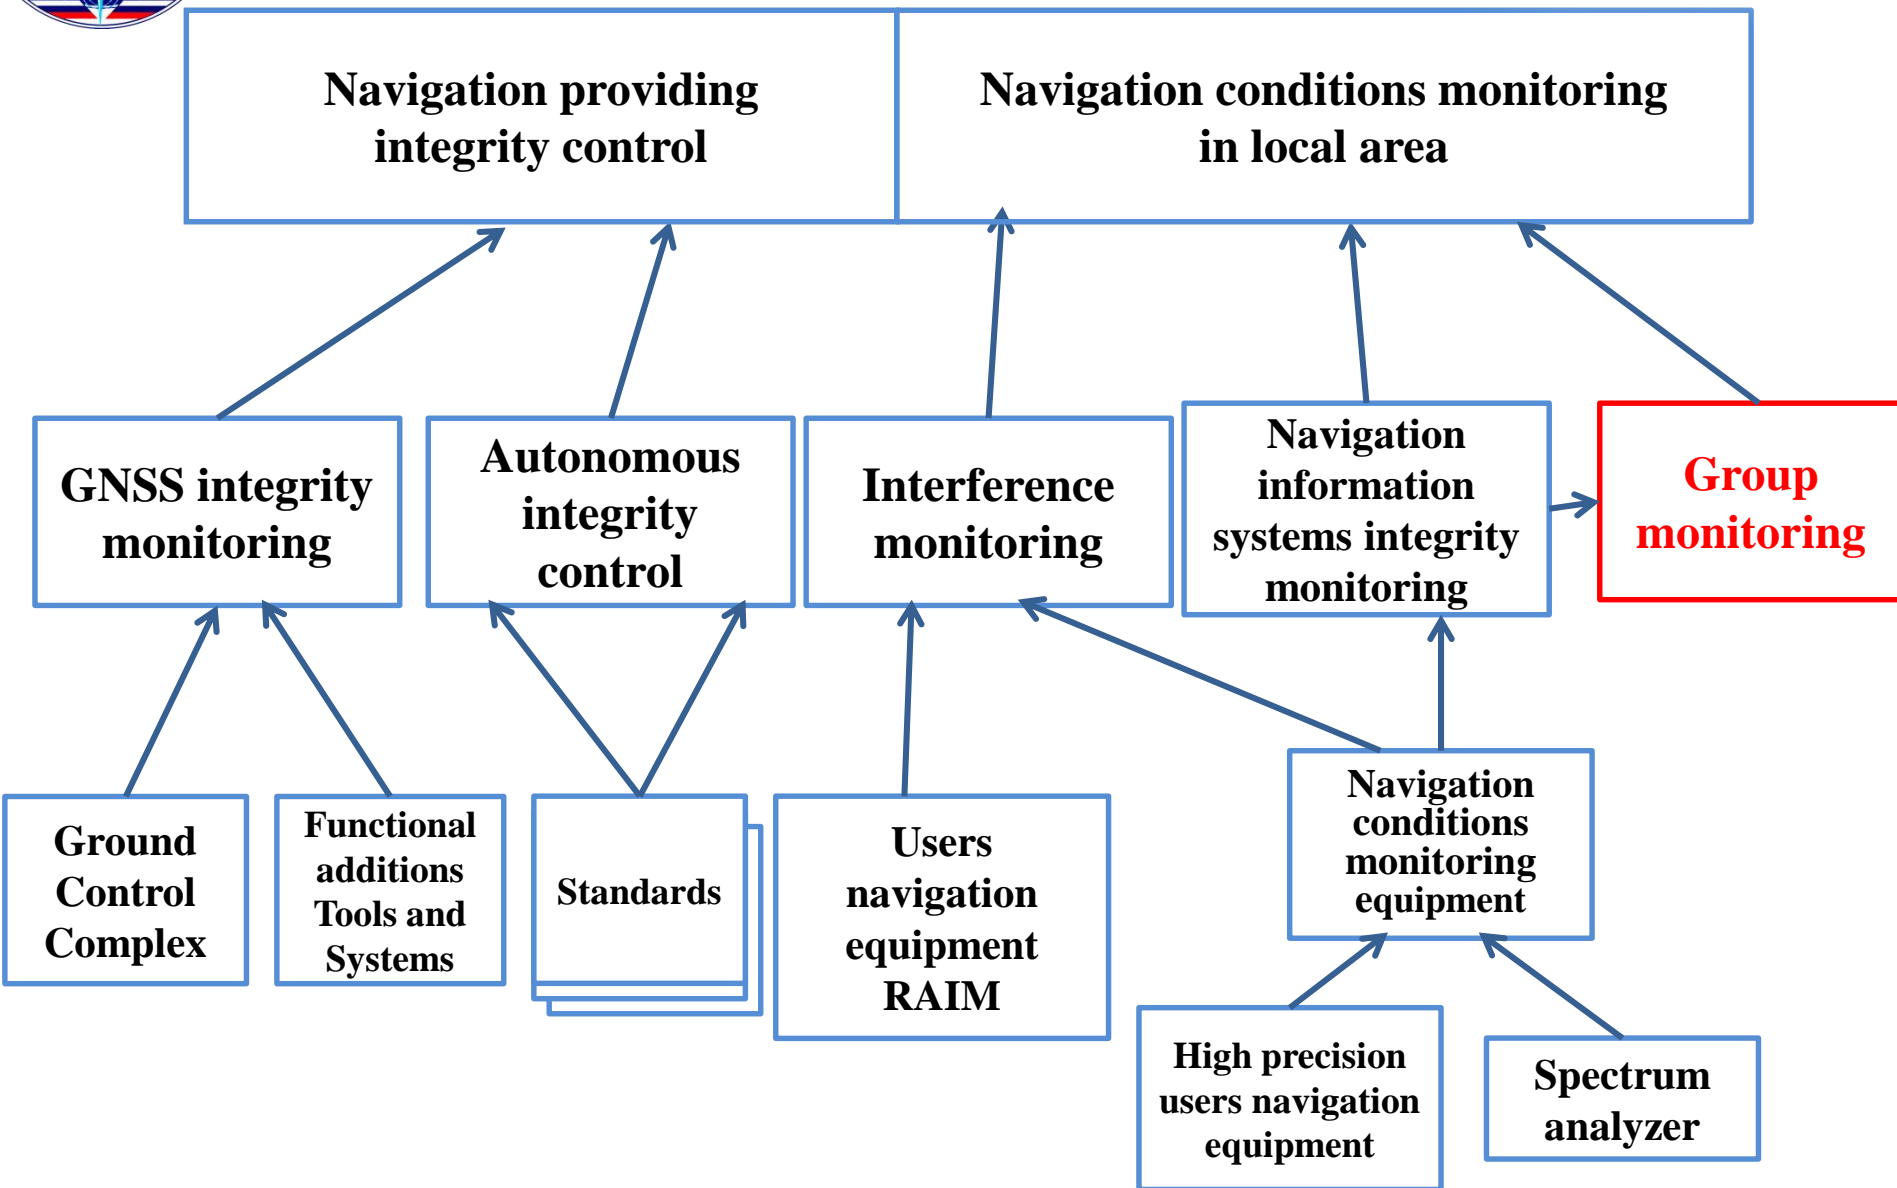 Navigation providing
integrity control
Navigation conditions monitoring
in local area
GNSS integrity
monitoring
Autonomous
integrity
control
Interference
monitoring
Navigation
information
systems integrity
monitoring
Group
monitoring
Ground
Control
Complex
Functional
additions
Tools and
Systems
Standards
Users
navigation
equipment
RAIM
Navigation
conditions
monitoring
equipment
High precision
users navigation
equipment
Spectrum
analyzer